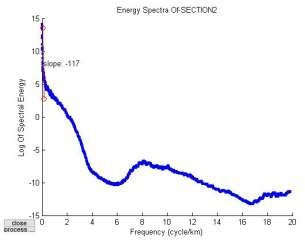 Energy Spectra Of-SECTION2
15
10
5
0
-5
-10
-15
slope: -117
Log Of Spectral Energy
0 2 4 6 8 10 12 14 16 18 20
Frequency (cycle/km)
close
process ...